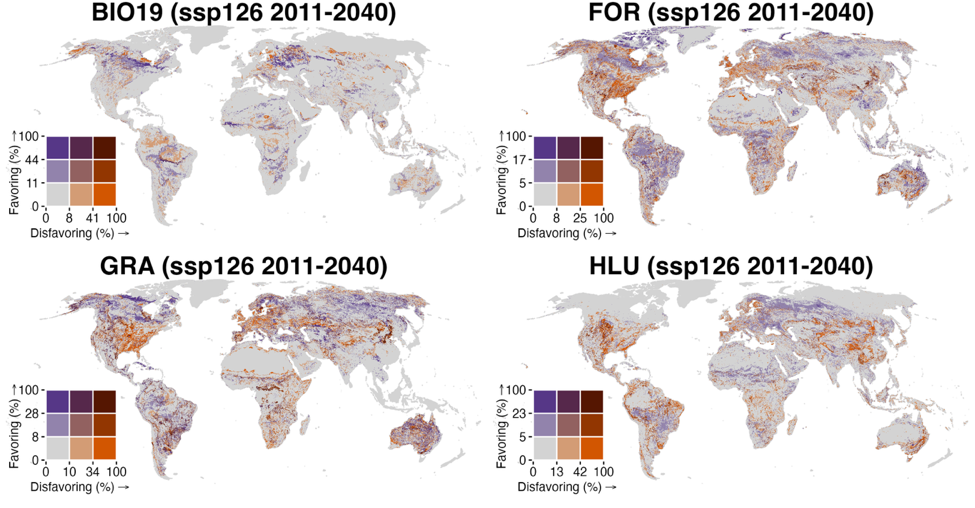 BIO19 (ssp126 2011-2040)
FOR (ssp126 2011-2040)
Favoring (%) →
100
44
11
0
0 8 41 100
Disfavoring (%) →
Favoring (%) →
100
17
5
0
0 8 25 100
Disfavoring (%) →
GRA (ssp126 2011-2040)
HLU (ssp126 2011-2040)
Favoring (%) →
100
28
8
0
0 10 34 100
Disfavoring (%) →
Favoring (%) →
100
23
5
0
0 13 42 100
Disfavoring (%) →